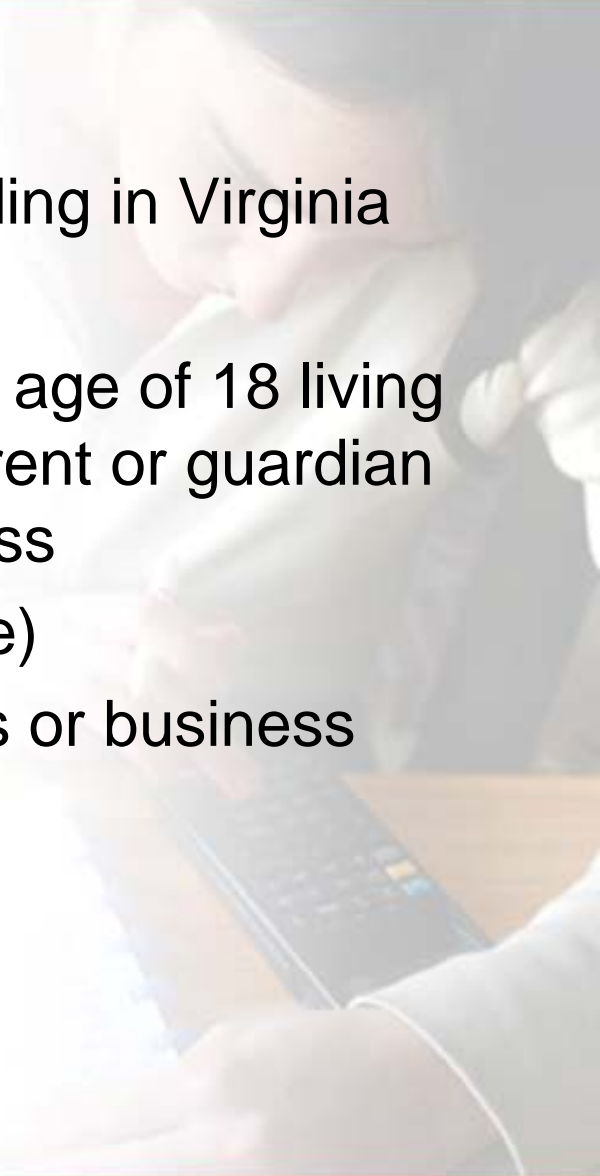 ling in Virginia
age of 18 living
rent or guardian
ss
e)
s or business